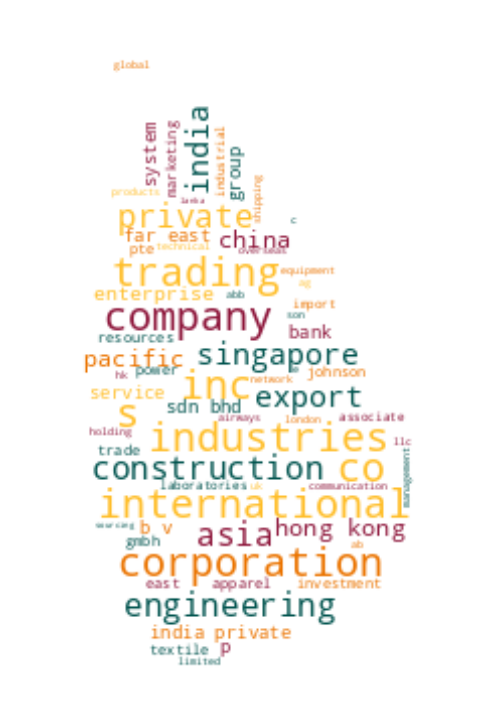 global
system
marketing
india
industrial
group
products
lanka
shipping
private
c
far east
china
pte
technical
overseas
trading
equipment
ag
enterprise
abb
import
company
son
resources
bank
pacific
singapore
hk
power
e
johnson
inc
network
service
export
s
sdn bhd
airways
london
associate
holding
industries
llc
trade
management
construction
co
laboratories
uk
communication
international
sourcing
b v
asia
hong kong
gmbh
ab
corporation
east
apparel
investment
engineering
india private
textile
p
limited